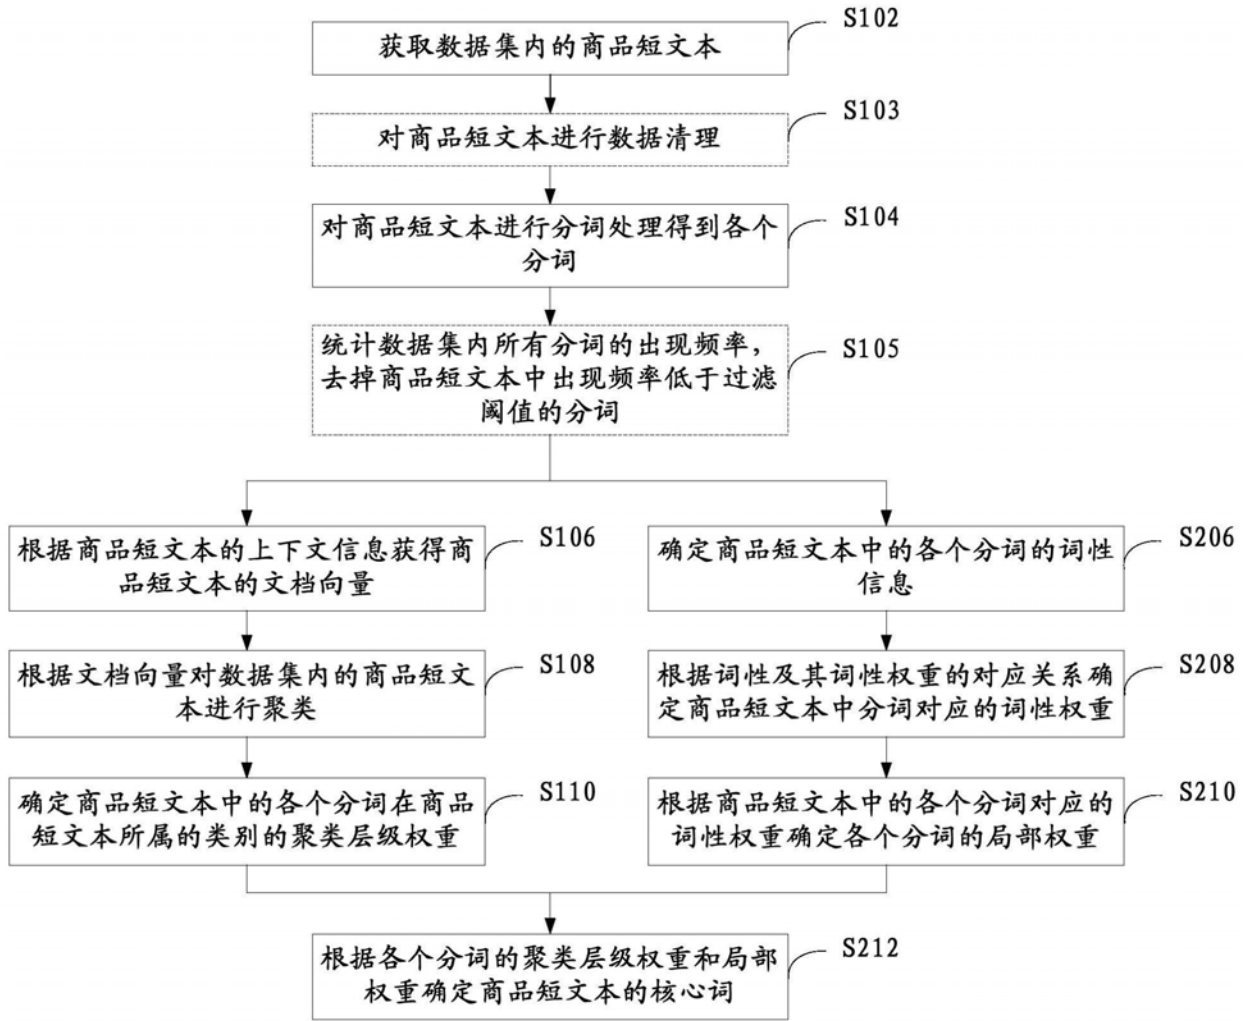 S102
获取数据集内的商品短文本
S103
对商品短文本进行数据清理
S104
对商品短文本进行分词处理得到各个
分词
S105
统计数据集内所有分词的出现频率，
去掉商品短文本中出现频率低于过滤
阈值的分词
S106
根据商品短文本的上下文信息获得商
品短文本的文档向量
S206
确定商品短文本中的各个分词的词性
信息
S108
根据文档向量对数据集内的商品短文
本进行聚类
S208
根据词性及其词性权重的对应关系确
定商品短文本中分词对应的词性权重
S110
确定商品短文本中的各个分词在商品
短文本所属的类别的聚类层级权重
S210
根据商品短文本中的各个分词对应的
词性权重确定各个分词的局部权重
S212
根据各个分词的聚类层级权重和局部
权重确定商品短文本的核心词